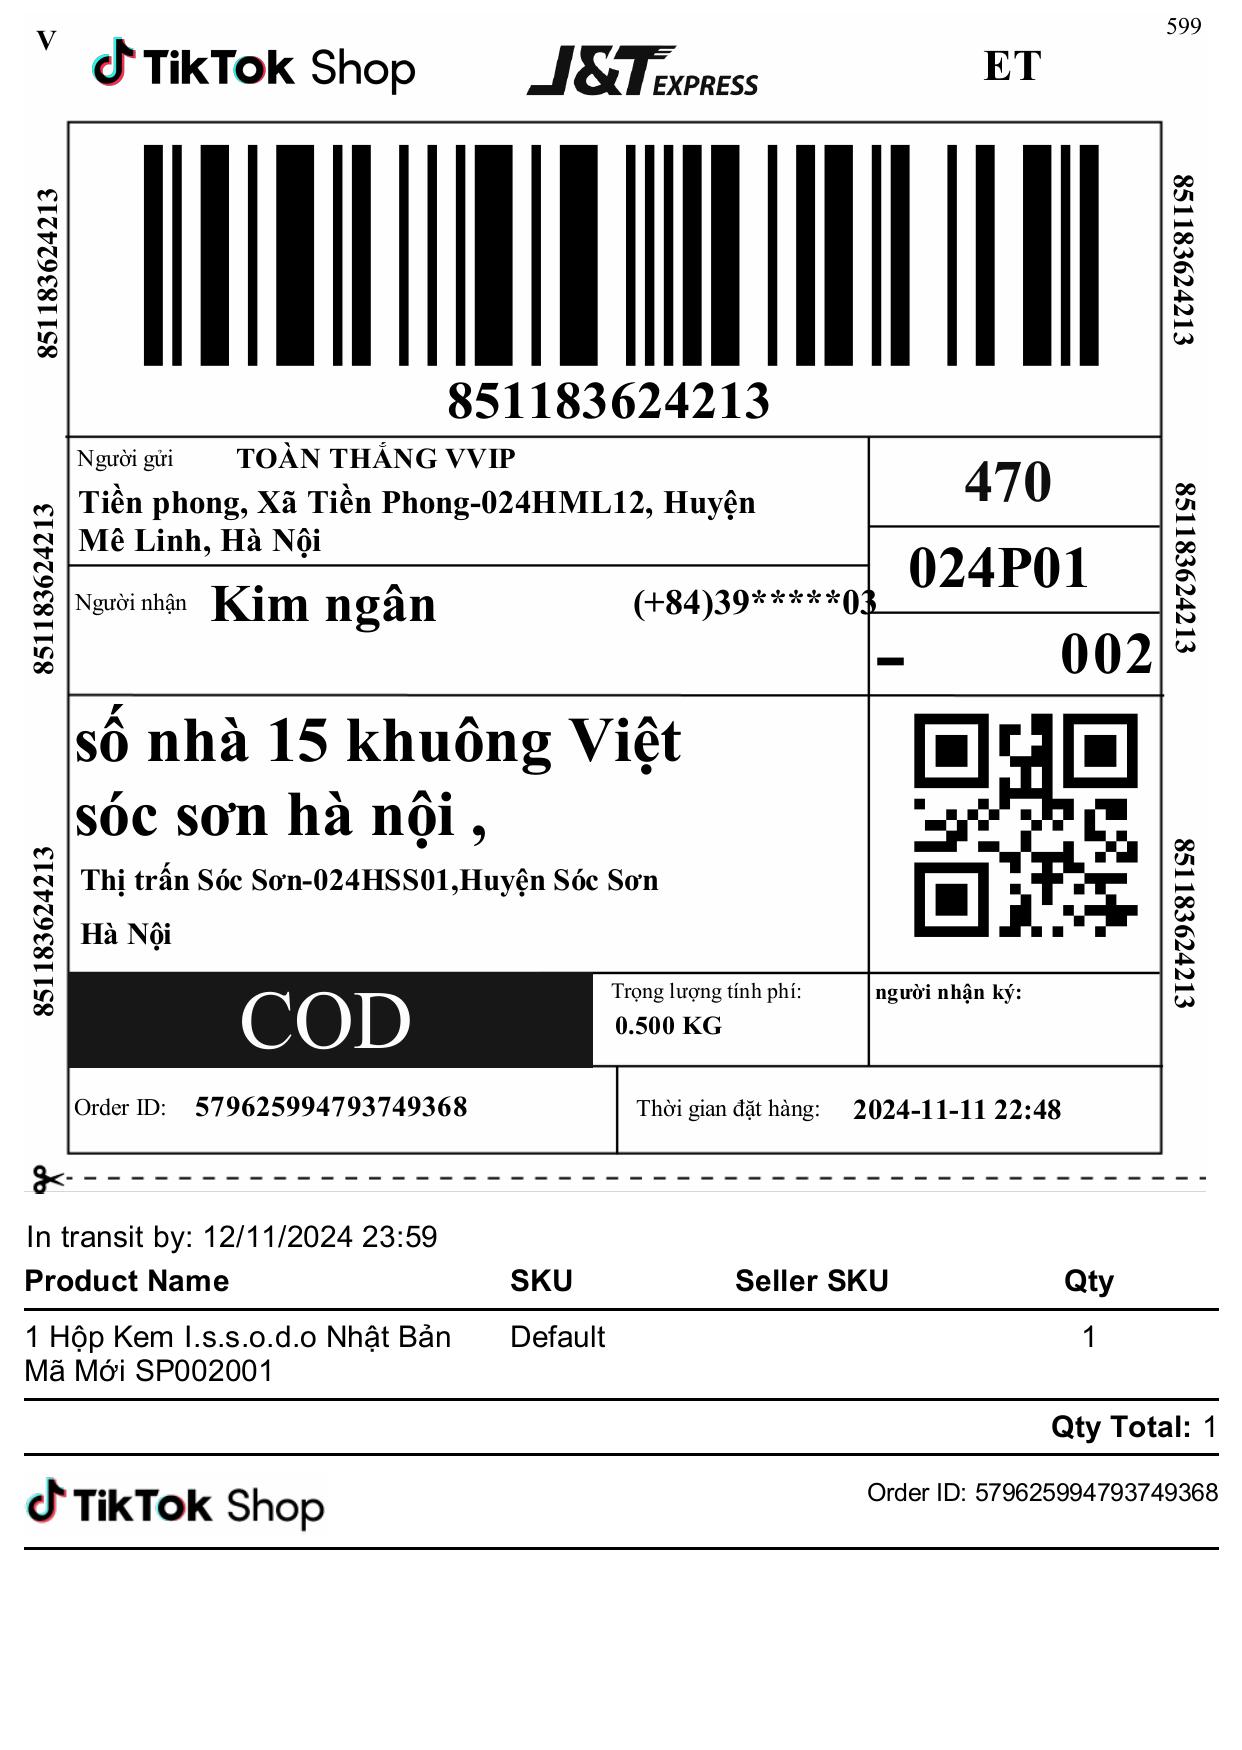 V
TikTok Shop
J&T EXPRESS
ET
599
851183624213
851183624213
851183624213
Người gửi TOÀN THẮNG VVIP
Tiền phong, Xã Tiền Phong-024HML12, Huyện
Mê Linh, Hà Nội
470
024P01
- 002
851183624213
851183624213
Người nhận Kim ngân (+84)39*****03
số nhà 15 khuông Việt
sóc sơn hà nội ,
Thị trấn Sóc Sơn-024HSS01,Huyện Sóc Sơn
Hà Nội
851183624213
851183624213
COD
Trọng lượng tính phí:
0.500 KG
người nhận ký:
Order ID: 579625994793749368
Thời gian đặt hàng: 2024-11-11 22:48
In transit by: 12/11/2024 23:59
Product Name SKU Seller SKU Qty
1 Hộp Kem I.s.s.o.d.o Nhật Bản Default 1
Mã Mới SP002001
Qty Total: 1
TikTok Shop
Order ID: 579625994793749368